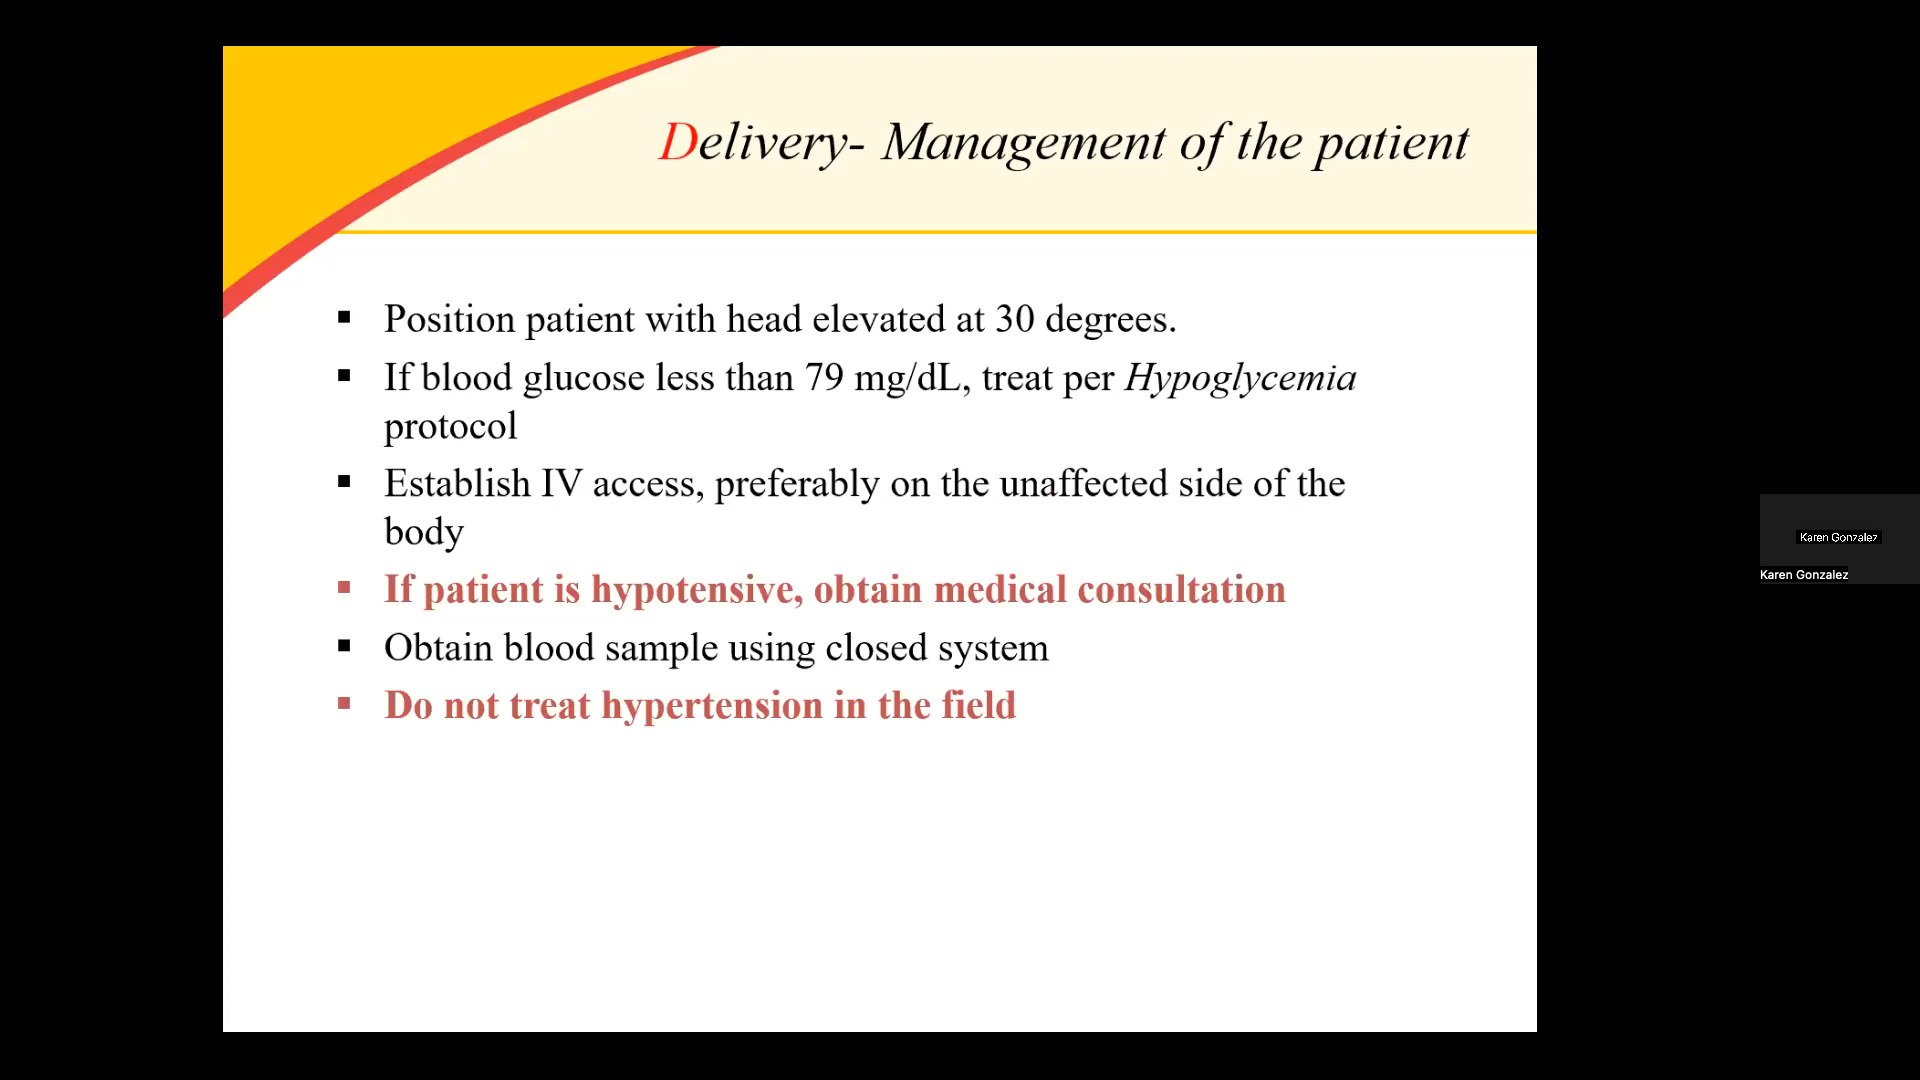 Delivery- Management of the patient
Position patient with head elevated at 30 degrees.
If blood glucose less than 79 mg/dL, treat per Hypoglycemia
protocol
Establish IV access, preferably on the unaffected side of the
body
If patient is hypotensive, obtain medical consultation
Obtain blood sample using closed system
Do not treat hypertension in the field
Karen Gonzalez
Karen Gonzalez